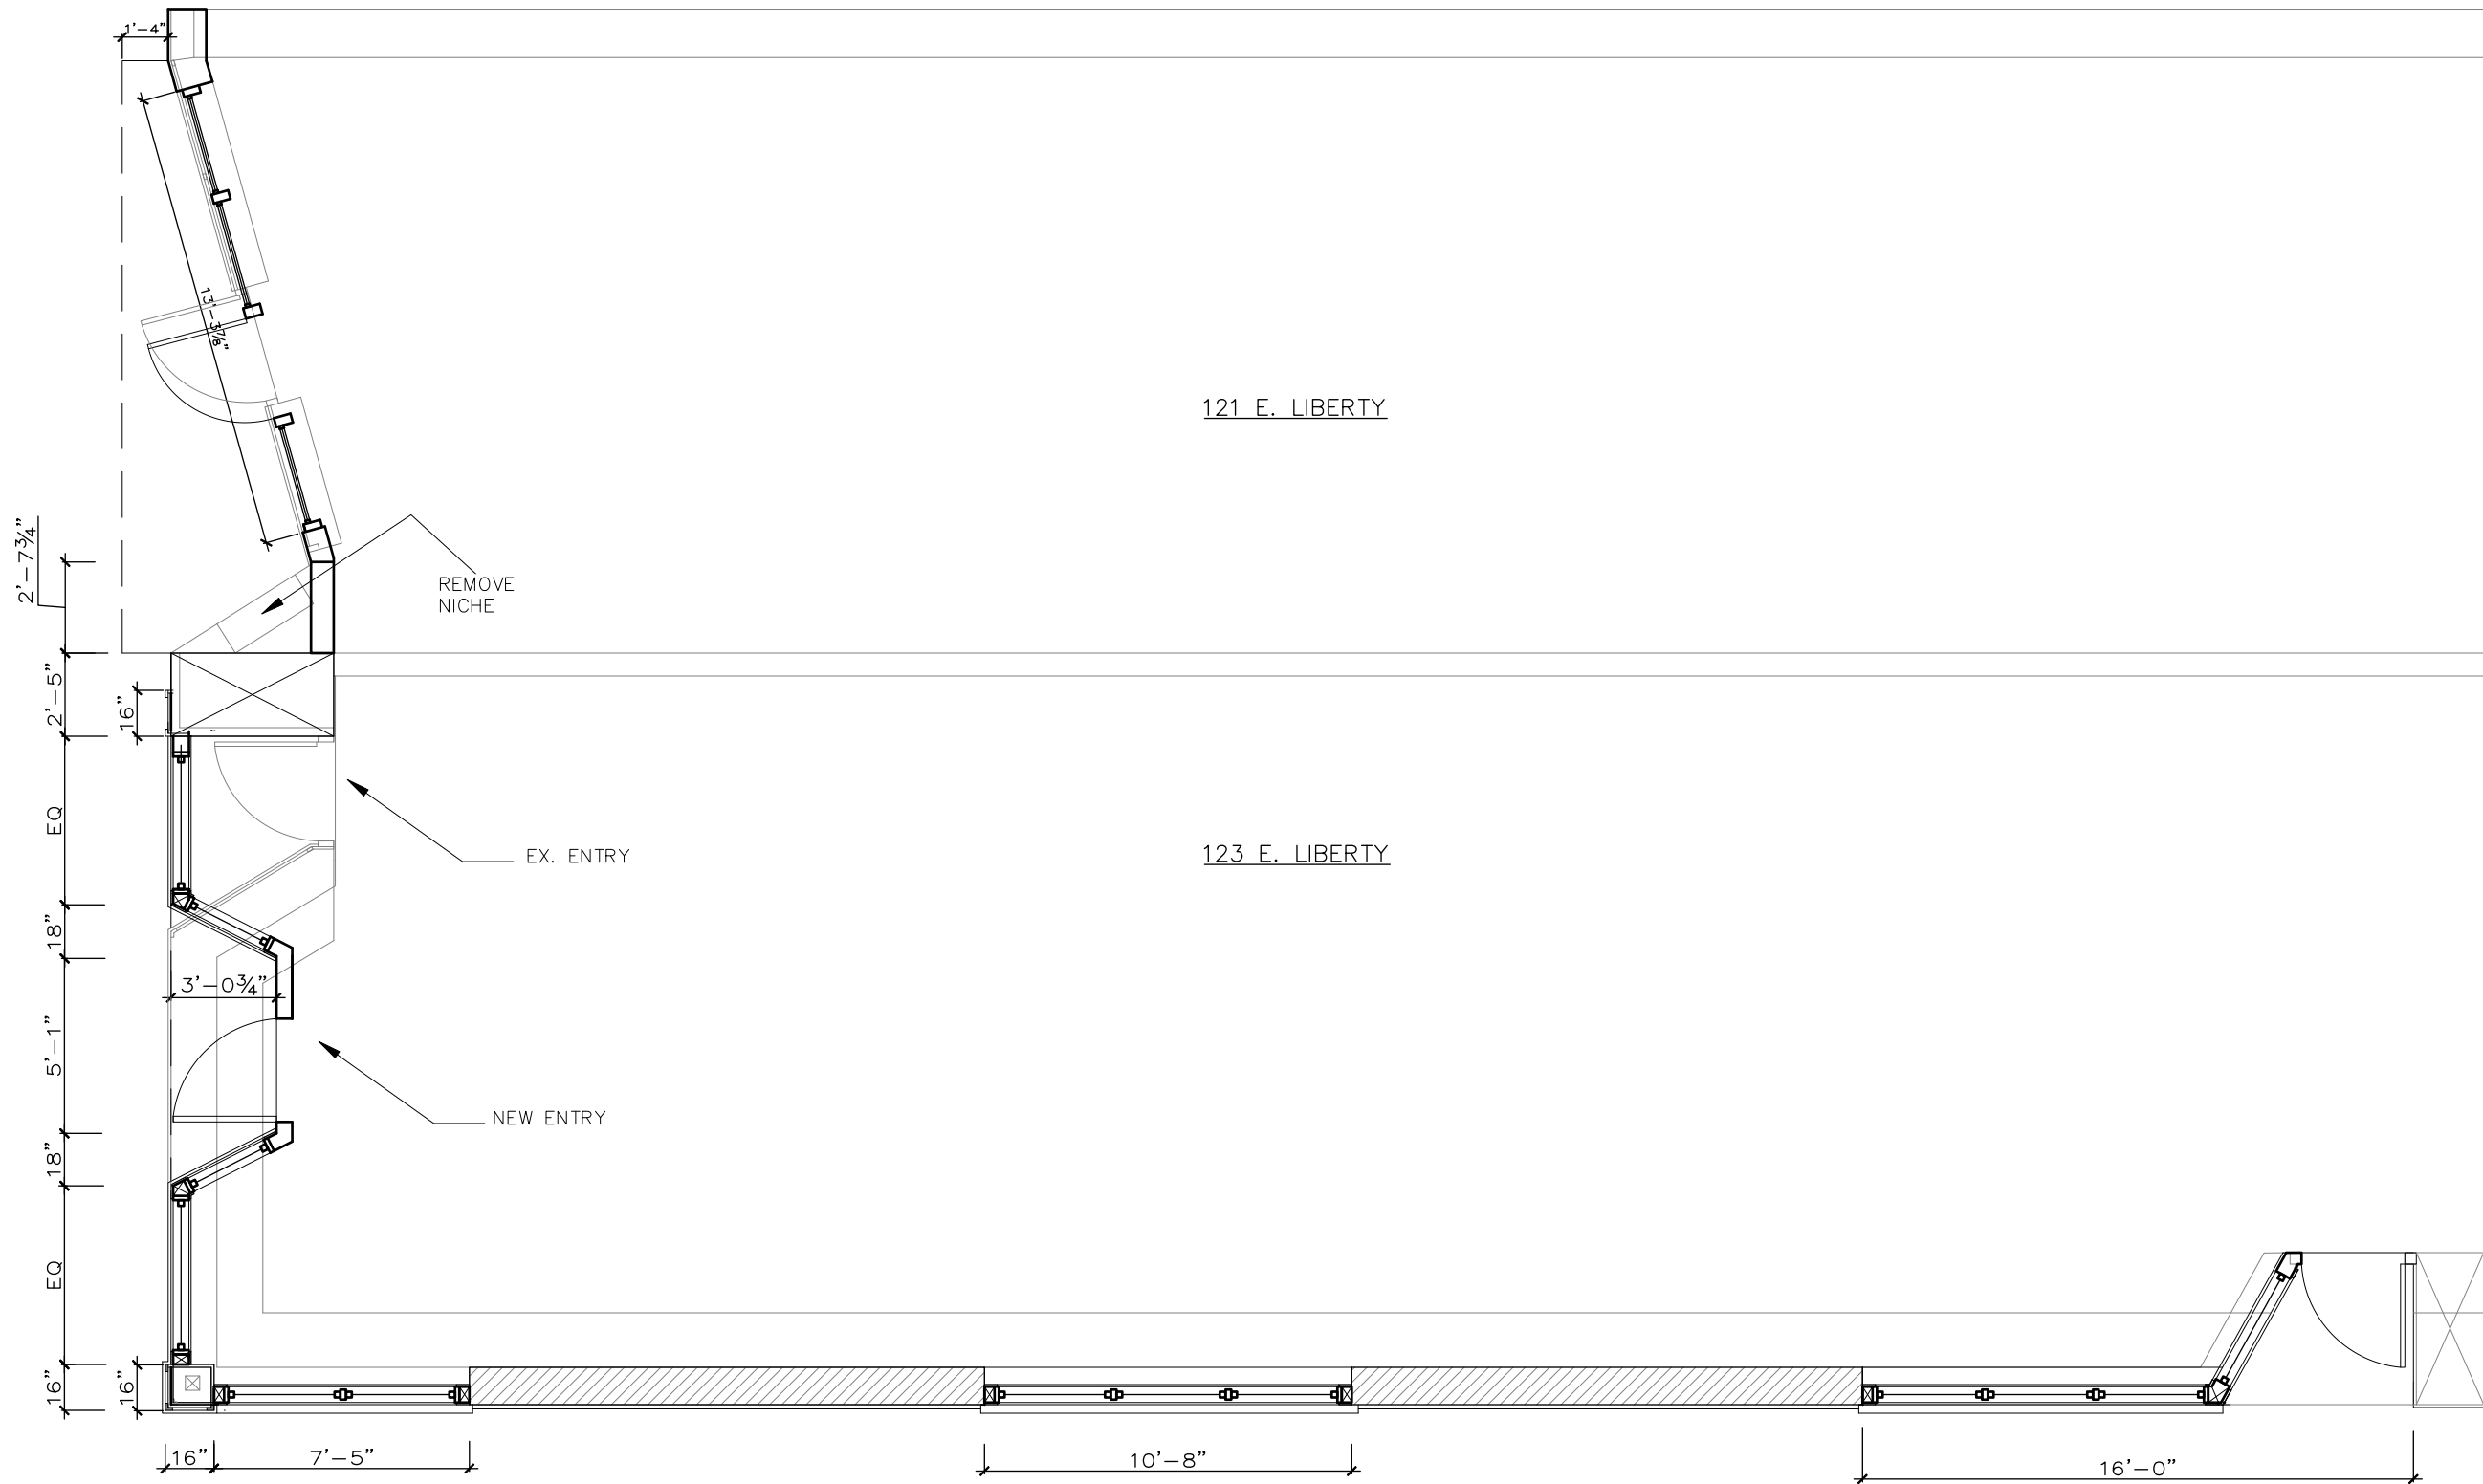 1'-4"
13'-3⅞"
121 E. LIBERTY
2'-7¾"
REMOVE
NICHE
2'-5"
16"
EQ
EX. ENTRY
123 E. LIBERTY
18"
3'-0¾"
5'-1"
NEW ENTRY
18"
EQ
16"
16"
16"
7'-5"
10'-8"
16'-0"